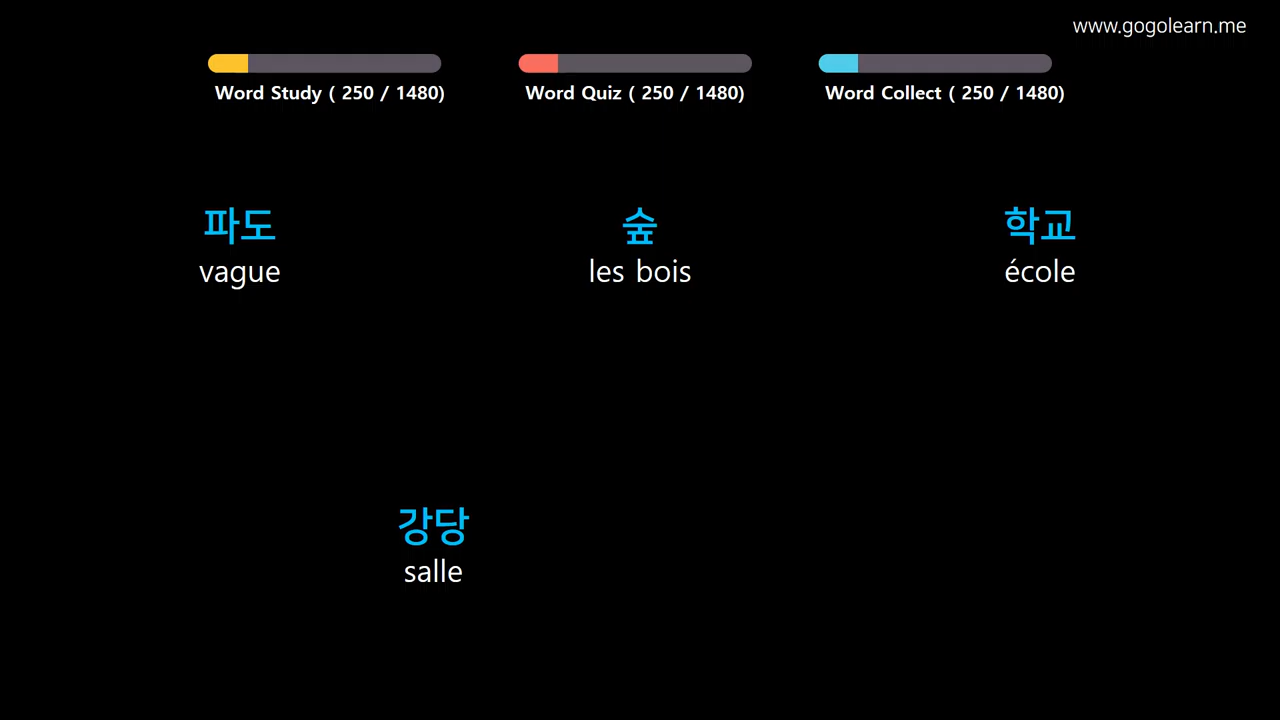 www.gogolearn.me
Word Study ( 250 / 1480)
Word Quiz ( 250 / 1480)
Word Collect ( 250 / 1480)
파도
vague
숲
les bois
학교
école
강당
salle